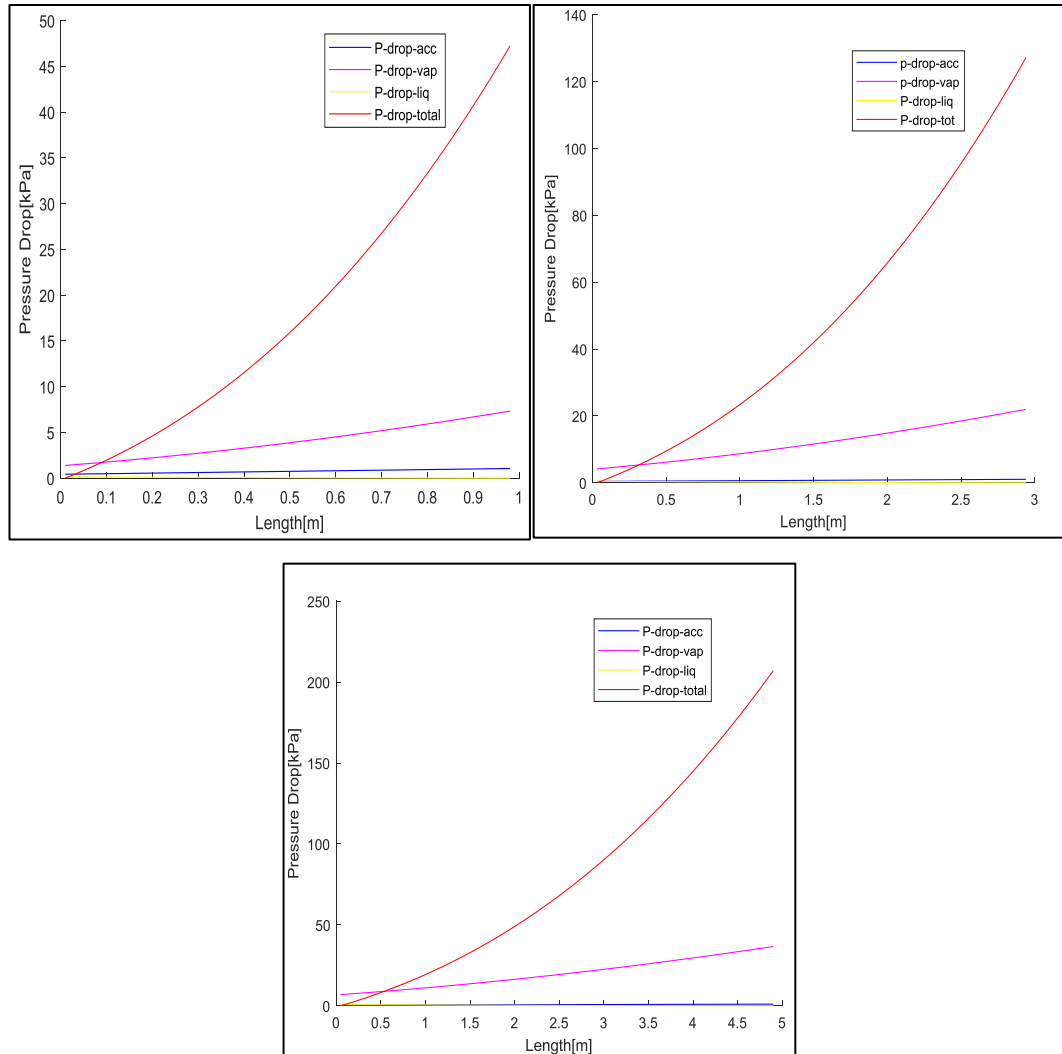 50
45
40
35
30
25
20
15
10
5
0
Pressure Drop[kPa]
P-drop-acc
P-drop-vap
P-drop-liq
P-drop-total
0 0.1 0.2 0.3 0.4 0.5 0.6 0.7 0.8 0.9 1
Length[m]
140
120
100
80
60
40
20
0
Pressure Drop[kPa]
p-drop-acc
p-drop-vap
P-drop-liq
P-drop-tot
0 0.5 1 1.5 2 2.5 3
Length[m]
250
200
150
100
50
0
Pressure Drop[kPa]
P-drop-acc
P-drop-vap
P-drop-liq
P-drop-total
0 0.5 1 1.5 2 2.5 3 3.5 4 4.5 5
Length[m]